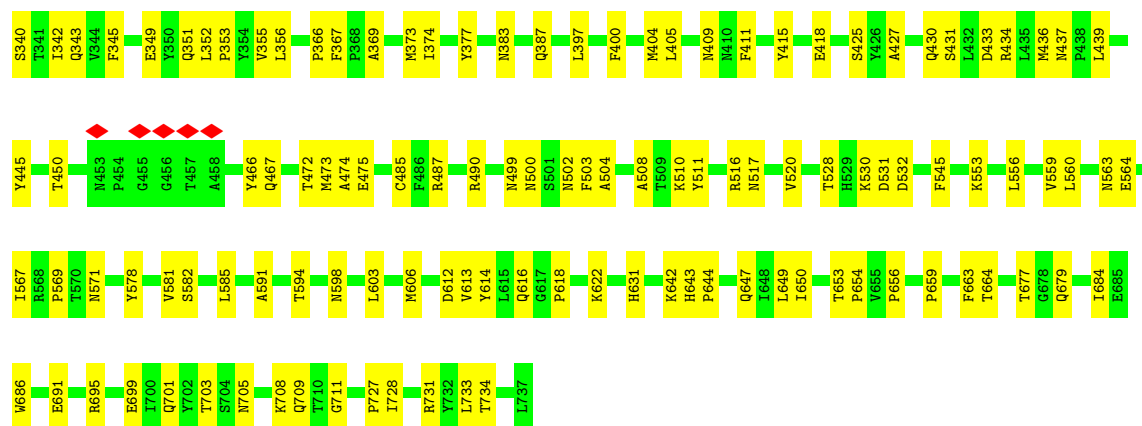 S340 T341 I342 Q343 V344 F345 E349 Y350 Q351 L352 P353 Y354 V355 L356 P366 F367 P368 A369 M373 I374 Y377 N383 Q387 L397 F400 M404 L405 N409 N410 F411 Y415 E418 S425 Y426 A427 Q430 S431 L432 D433 R434 L435 M436 N437 P438 L439
Y445 T450 N453 P454 G455 G456 T457 A458 Y466 Q467 T472 M473 A474 E475 C485 F486 R487 R490 N499 N500 S501 N502 F503 A504 A508 T509 K510 Y511 R516 N517 V520 T528 H529 K530 D531 D532 F545 K553 L556 V559 L560 N563 E564
I567 R568 P569 T570 N571 Y578 V581 S582 L585 A591 T594 N598 L603 M606 D612 V613 Y614 L615 Q616 G617 P618 K622 H631 K642 H643 P644 Q647 I648 L649 I650 T653 P654 V655 P656 P659 F663 T664 T677 G678 Q679 I684 E685
W686 E691 R695 E699 I700 Q701 Y702 T703 S704 N705 K708 Q709 T710 G711 P727 I728 R731 Y732 L733 T734 L737